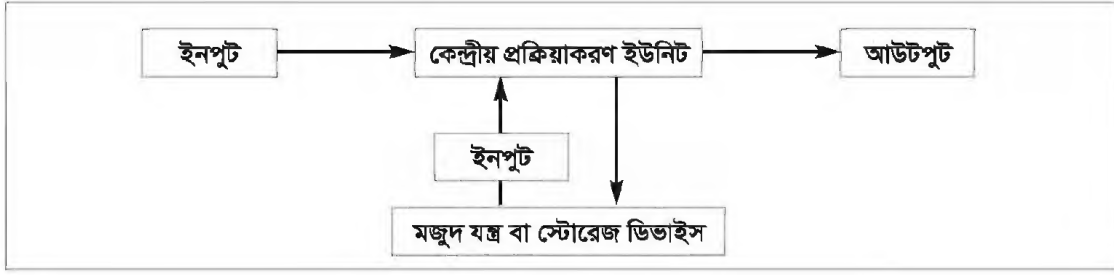 ইনপুট কেন্দ্রীয় প্রক্রিয়াকরণ ইউনিট আউটপুট
ইনপুট
মজুদ যন্ত্র বা স্টোরেজ ডিভাইস